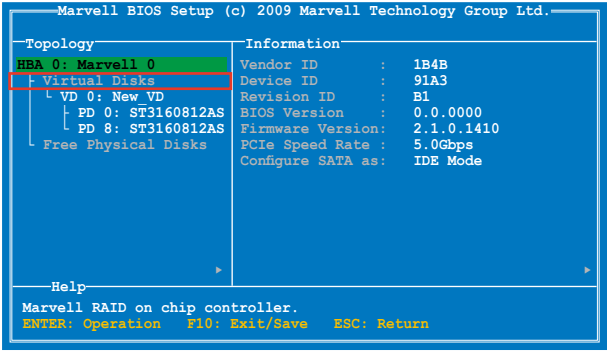 Marvell BIOS Setup (c) 2009 Marvell Technology Group Ltd.
Topology
HBA 0: Marvell 0
Virtual Disks
VD 0: New_VD
PD 0: ST3160812AS
PD 8: ST3160812AS
Free Physical Disks
Information
Vendor ID : 1B4B
Device ID : 91A3
Revision ID : B1
BIOS Version : 0.0.0000
Firmware Version: 2.1.0.1410
PCIe Speed Rate : 5.0Gbps
Configure SATA as: IDE Mode
Help
Marvell RAID on chip controller.
ENTER: Operation F10: Exit/Save ESC: Return